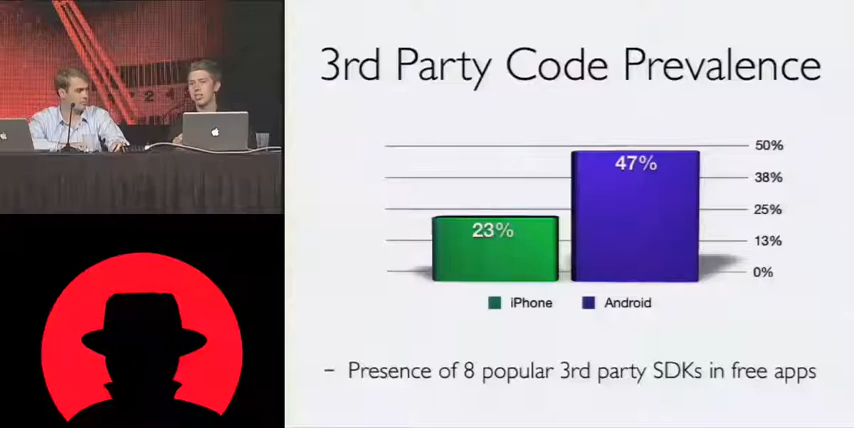 3rd Party Code Prevalence
50%
47%
38%
25%
23%
13%
0%
iPhone
Android
– Presence of 8 popular 3rd party SDKs in free apps